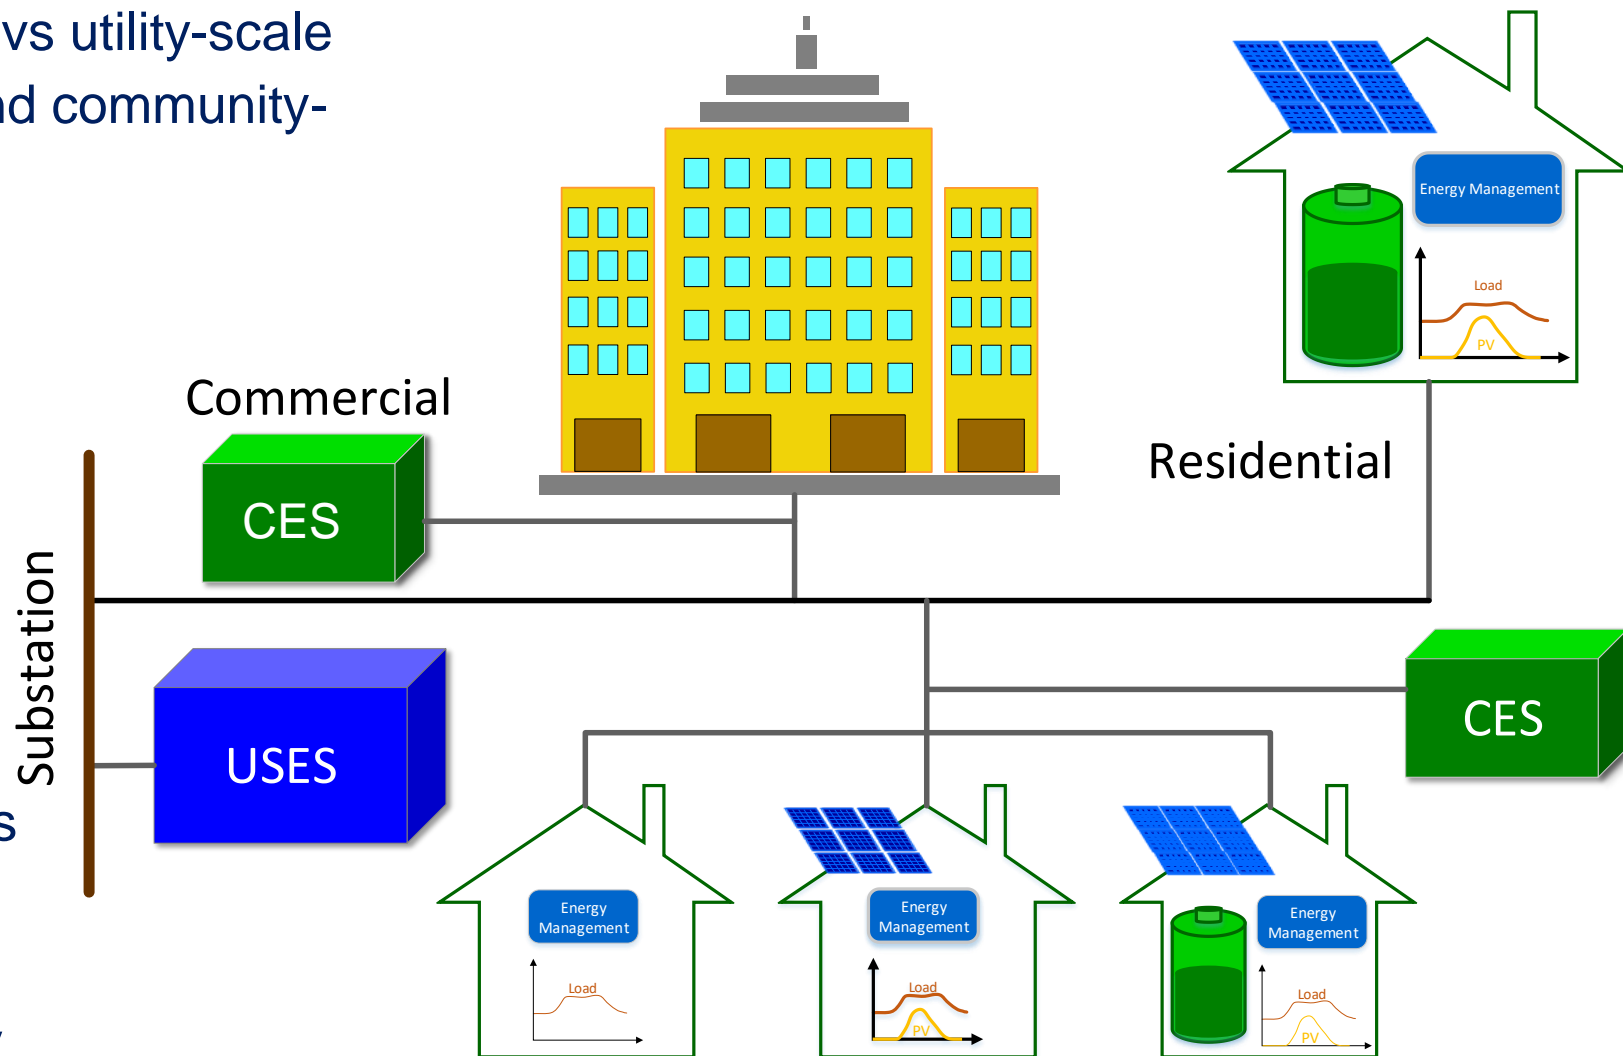 vs utility-scale
nd community-
Commercial
CES
Residential
Energy Management
Load
PV
Substation
USES
CES
s
Energy
Management
Load
Energy
Management
Load
PV
Energy
Management
Load
PV